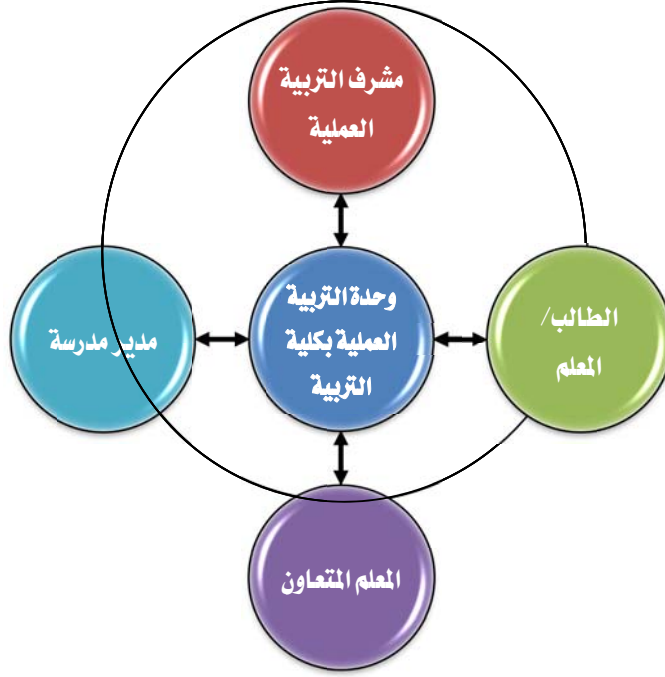 مشرف التربية
العملية
الطالب/
المعلم
وحدة التربية
العملية بكلية
التربية
مدير مدرسة
المعلم المتعاون